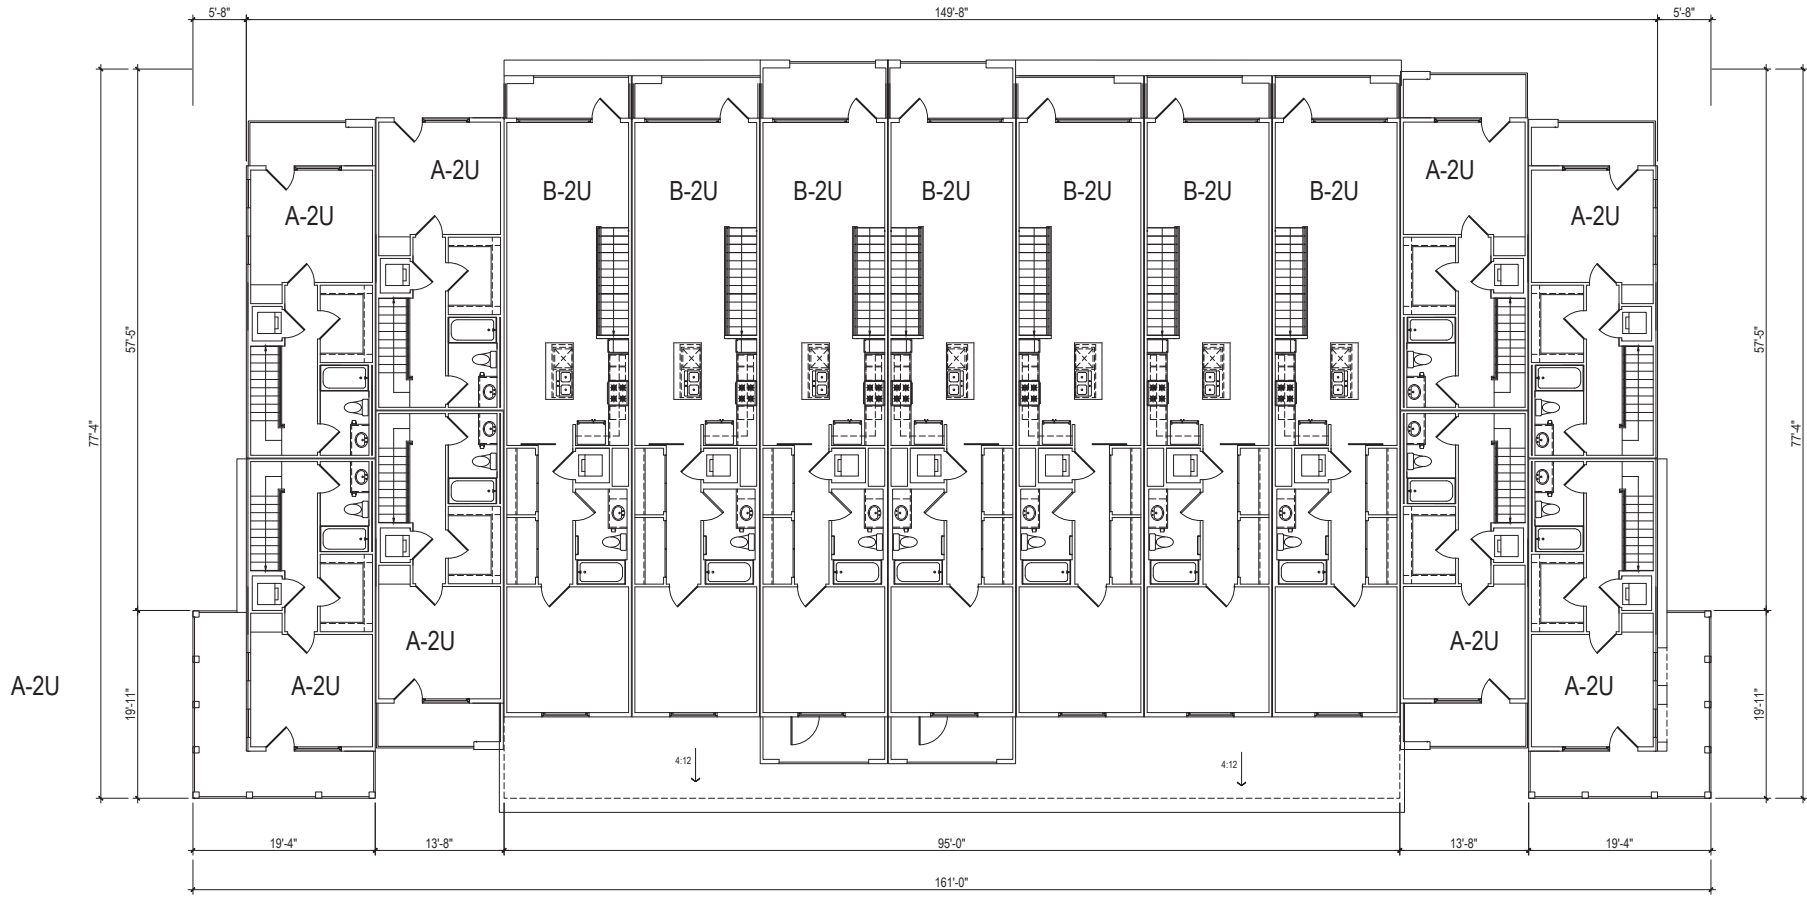 5'-8" 149'-8" 5'-8"
A-2U A-2U
B-2U B-2U B-2U B-2U B-2U B-2U B-2U
A-2U A-2U
57'-5" 57'-5"
77'-4" 77'-4"
A-2U A-2U
A-2U A-2U A-2U
19'-11" 19'-11"
4:12 4:12
19'-4" 13'-8" 95'-0" 13'-8" 19'-4"
161'-0"